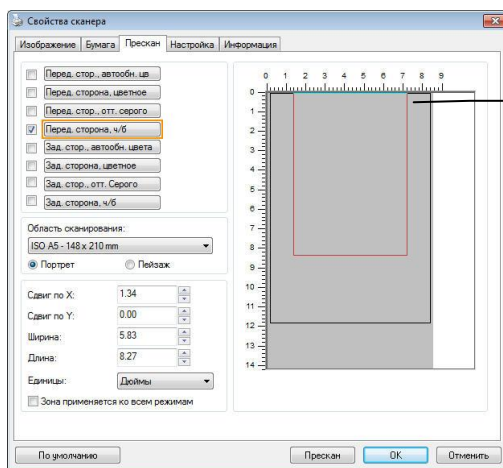 Свойства сканера
Изображение Бумага Прескан Настройка Информация
Перед. стор., автообн. цв
Перед. сторона, цветное
Перед. стор., отт. серого
Перед. сторона, ч/б
Зад. стор., автообн. цвета
Зад. сторона, цветное
Зад. стор., отт. Серого
Зад. сторона, ч/б
Область сканирования:
ISO A5 - 148 x 210 mm
Портрет Пейзаж
Сдвиг по X: 1.34
Сдвиг по Y: 0.00
Ширина: 5.83
Длина: 8.27
Единицы: Дюймы
Зона применяется ко всем режимам
0 1 2 3 4 5 6 7 8 9
0
1
2
3
4
5
6
7
8
9
10
11
12
13
14
По умолчанию Прескан OK Отменить